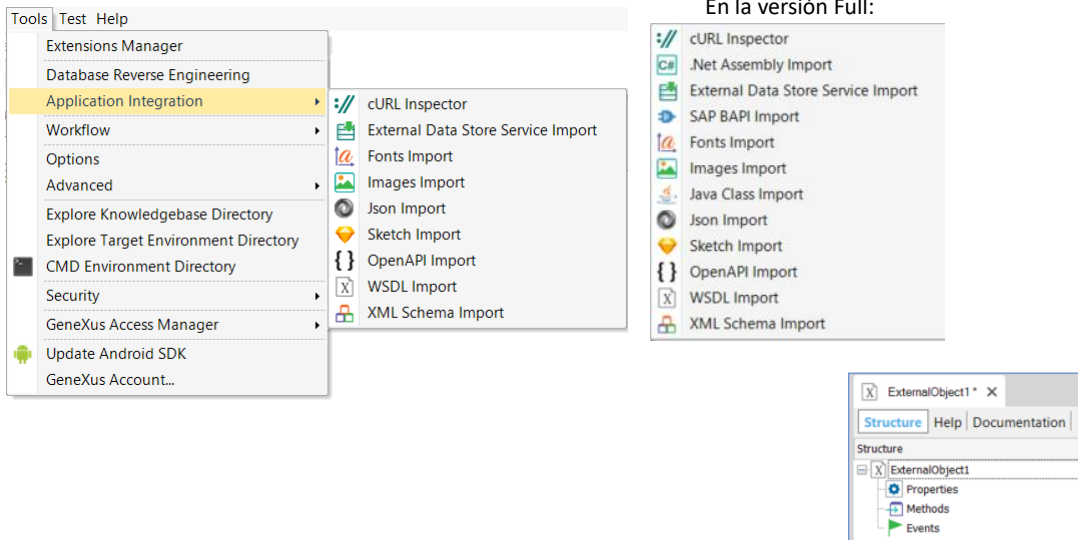 Tools Test Help
Extensions Manager
Database Reverse Engineering
Application Integration
Workflow
Options
Advanced
Explore Knowledgebase Directory
Explore Target Environment Directory
CMD Environment Directory
Security
GeneXus Access Manager
Update Android SDK
GeneXus Account...
cURL Inspector
External Data Store Service Import
Fonts Import
Images Import
Json Import
Sketch Import
OpenAPI Import
WSDL Import
XML Schema Import
En la versión Full:
cURL Inspector
.Net Assembly Import
External Data Store Service Import
SAP BAPI Import
Fonts Import
Images Import
Java Class Import
Json Import
Sketch Import
OpenAPI Import
WSDL Import
XML Schema Import
ExternalObject1 * X
Structure Help Documentation
Structure
ExternalObject1
Properties
Methods
Events